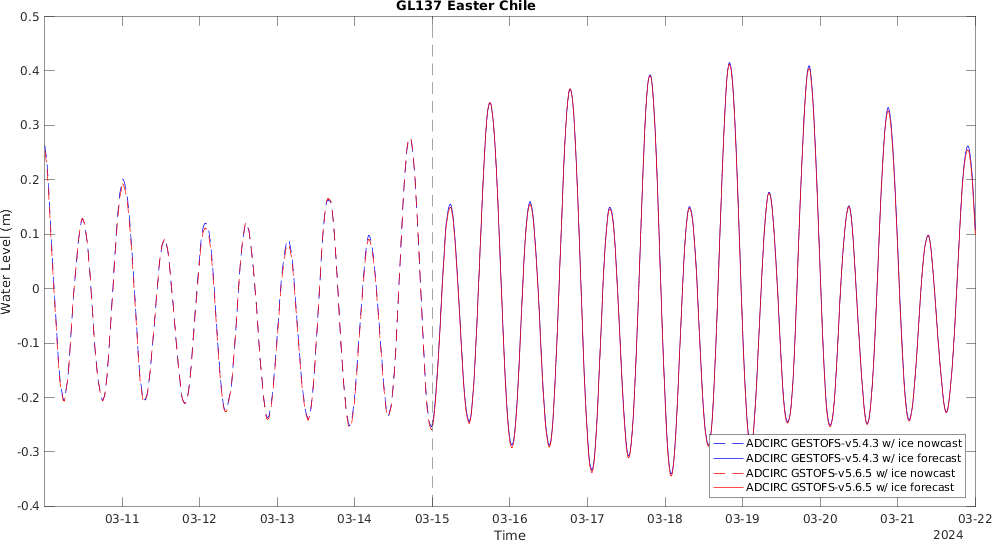 GL137 Easter Chile
0.5
0.4
0.3
0.2
0.1
0
-0.1
-0.2
-0.3
-0.4
Water Level (m)
03-11 03-12 03-13 03-14 03-15 03-16 03-17 03-18 03-19 03-20 03-21 03-22
Time
2024
ADCIRC GESTOFS-v5.4.3 w/ ice nowcast
ADCIRC GESTOFS-v5.4.3 w/ ice forecast
ADCIRC GSTOFS-v5.6.5 w/ ice nowcast
ADCIRC GSTOFS-v5.6.5 w/ ice forecast